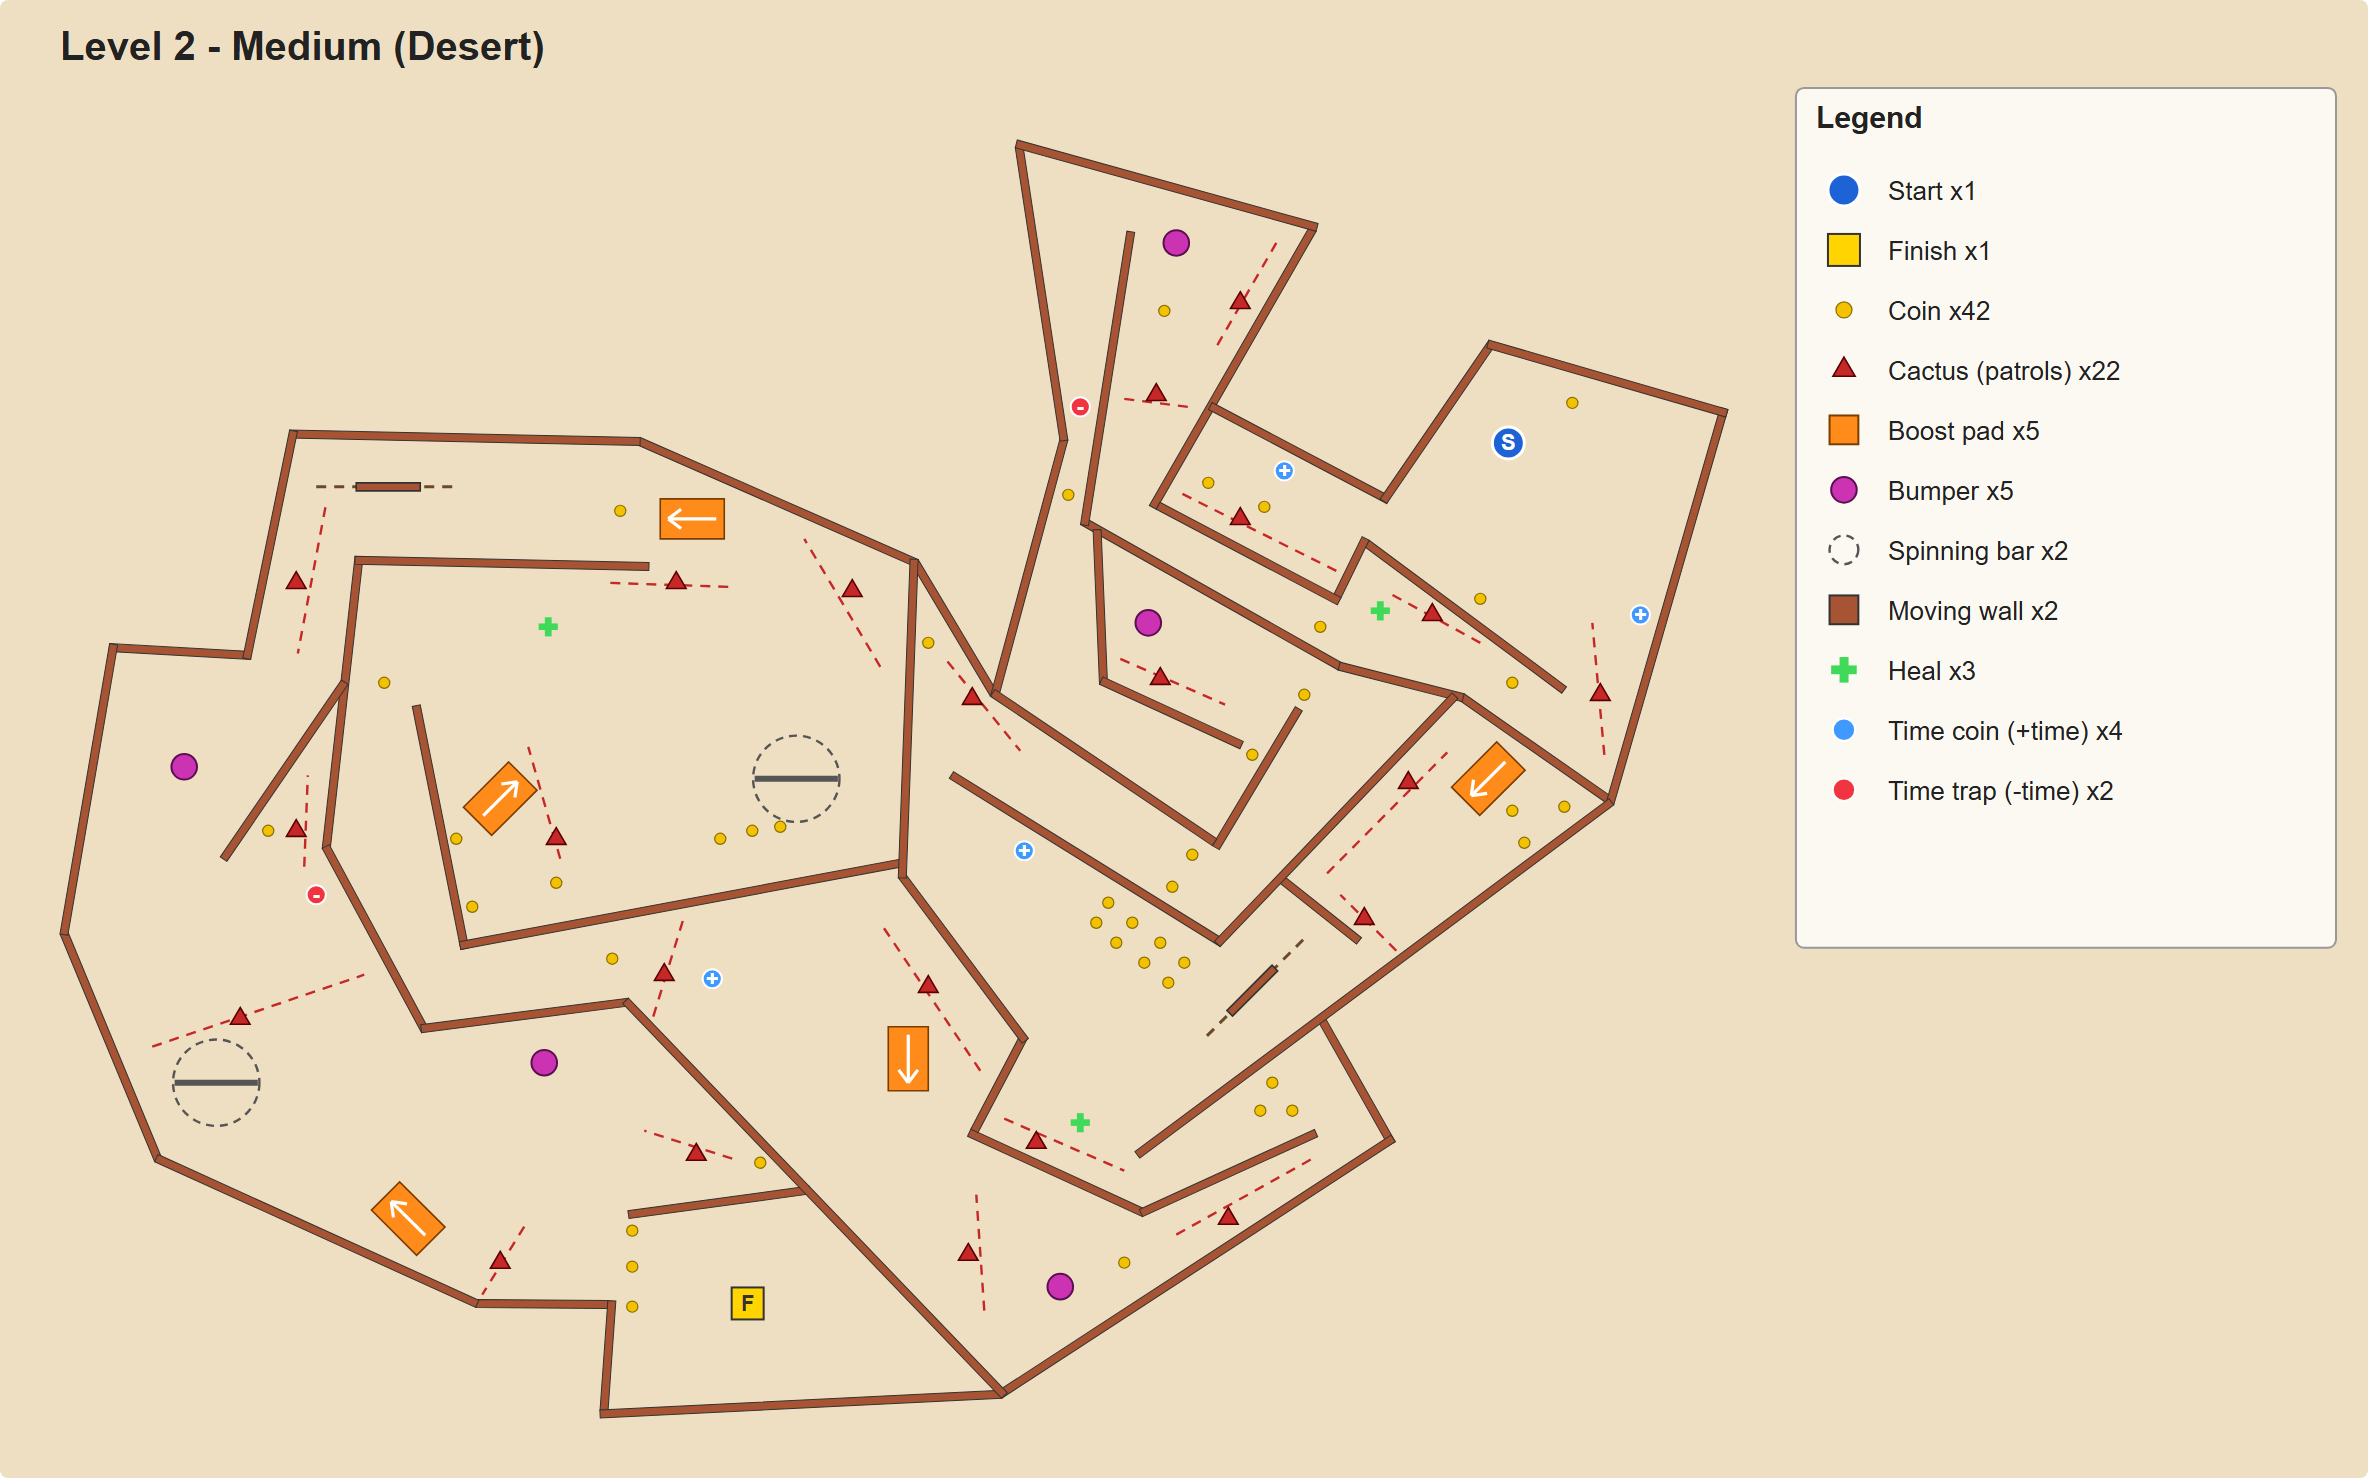 Level 2 - Medium (Desert)
Legend
Start x1
Finish x1
Coin x42
Cactus (patrols) x22
Boost pad x5
Bumper x5
Spinning bar x2
Moving wall x2
Heal x3
Time coin (+time) x4
Time trap (-time) x2
S
F